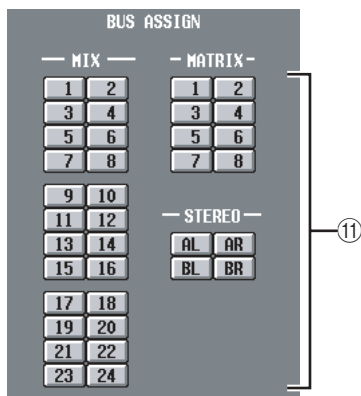 BUS ASSIGN
MIX
MATRIX
1 2 1 2
3 4 3 4
5 6 5 6
7 8 7 8
9 10
11 12
STEREO
13 14 AL AR
15 16 BL BR
17 18
19 20
21 22
23 24
⑪